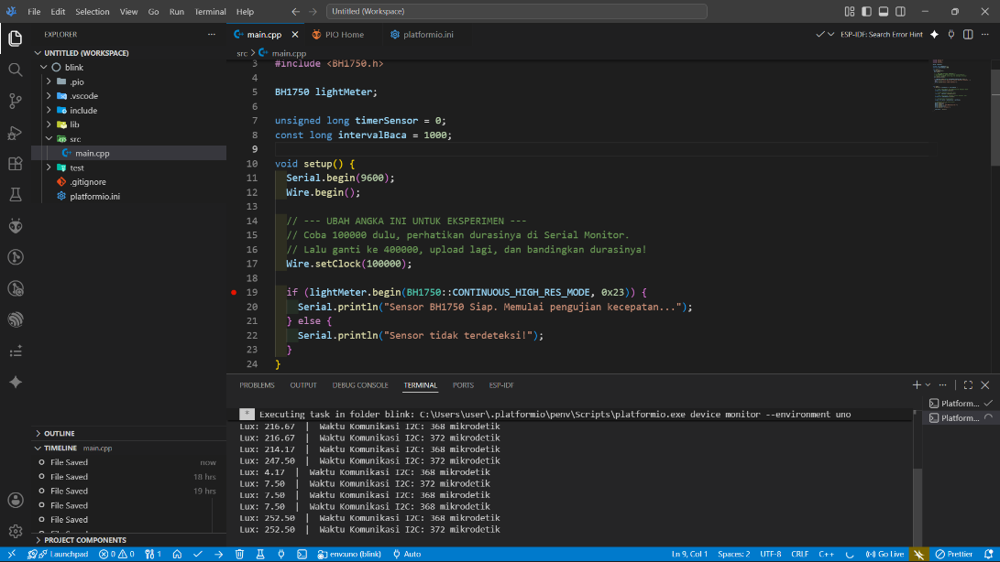 File Edit Selection View Go Run Terminal Help
Untitled (Workspace)
EXPLORER
main.cpp
PIO Home
platformio.ini
ESP-IDF: Search Error Hint
UNTITLED (WORKSPACE)
blink
.pio
.vscode
include
lib
src
main.cpp
test
.gitignore
platformio.ini
OUTLINE
TIMELINE main.cpp
File Saved now
File Saved 18 hrs
File Saved 19 hrs
File Saved
File Saved
PROJECT COMPONENTS
src > main.cpp
3 #include <BH1750.h>
4
5 BH1750 lightMeter;
6
7 unsigned long timerSensor = 0;
8 const long intervalBaca = 1000;
9
10 void setup() {
11 Serial.begin(9600);
12 Wire.begin();
13
14 // --- UBAH ANGKA INI UNTUK EKSPERIMEN ---
15 // Coba 100000 dulu, perhatikan durasinya di Serial Monitor.
16 // Lalu ganti ke 400000, upload lagi, dan bandingkan durasinya!
17 Wire.setClock(100000);
18
19 if (lightMeter.begin(BH1750::CONTINUOUS_HIGH_RES_MODE, 0x23)) {
20 Serial.println("Sensor BH1750 Siap. Memulai pengujian kecepatan...");
21 } else {
22 Serial.println("Sensor tidak terdeteksi!");
23 }
24 }
PROBLEMS OUTPUT DEBUG CONSOLE TERMINAL PORTS ESP-IDF
* Executing task in folder blink: C:\Users\user\.platformio\penv\Scripts\platformio.exe device monitor --environment uno
Lux: 216.67 | Waktu Komunikasi I2C: 368 mikrodetik
Lux: 216.67 | Waktu Komunikasi I2C: 372 mikrodetik
Lux: 214.17 | Waktu Komunikasi I2C: 368 mikrodetik
Lux: 247.50 | Waktu Komunikasi I2C: 372 mikrodetik
Lux: 4.17 | Waktu Komunikasi I2C: 368 mikrodetik
Lux: 7.50 | Waktu Komunikasi I2C: 372 mikrodetik
Lux: 7.50 | Waktu Komunikasi I2C: 368 mikrodetik
Lux: 7.50 | Waktu Komunikasi I2C: 368 mikrodetik
Lux: 252.50 | Waktu Komunikasi I2C: 368 mikrodetik
Lux: 252.50 | Waktu Komunikasi I2C: 372 mikrodetik
Platform...
Platform...
Launchpad 0 0 1 env:uno (blink) Auto Ln 9, Col 1 Spaces: 2 UTF-8 CRLF C++ Go Live Prettier